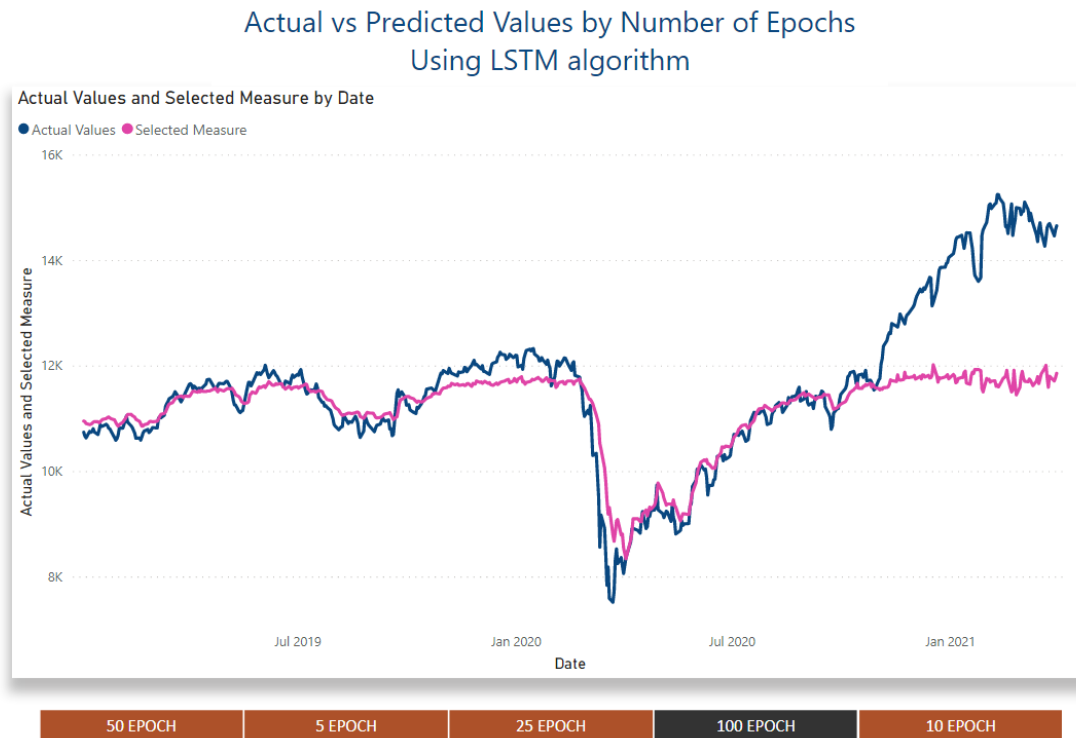 Actual vs Predicted Values by Number of Epochs
Using LSTM algorithm
Actual Values and Selected Measure by Date
Actual Values Selected Measure
16K
14K
12K
10K
8K
Actual Values and Selected Measure
Jul 2019 Jan 2020 Jul 2020 Jan 2021
Date
50 EPOCH 5 EPOCH 25 EPOCH 100 EPOCH 10 EPOCH